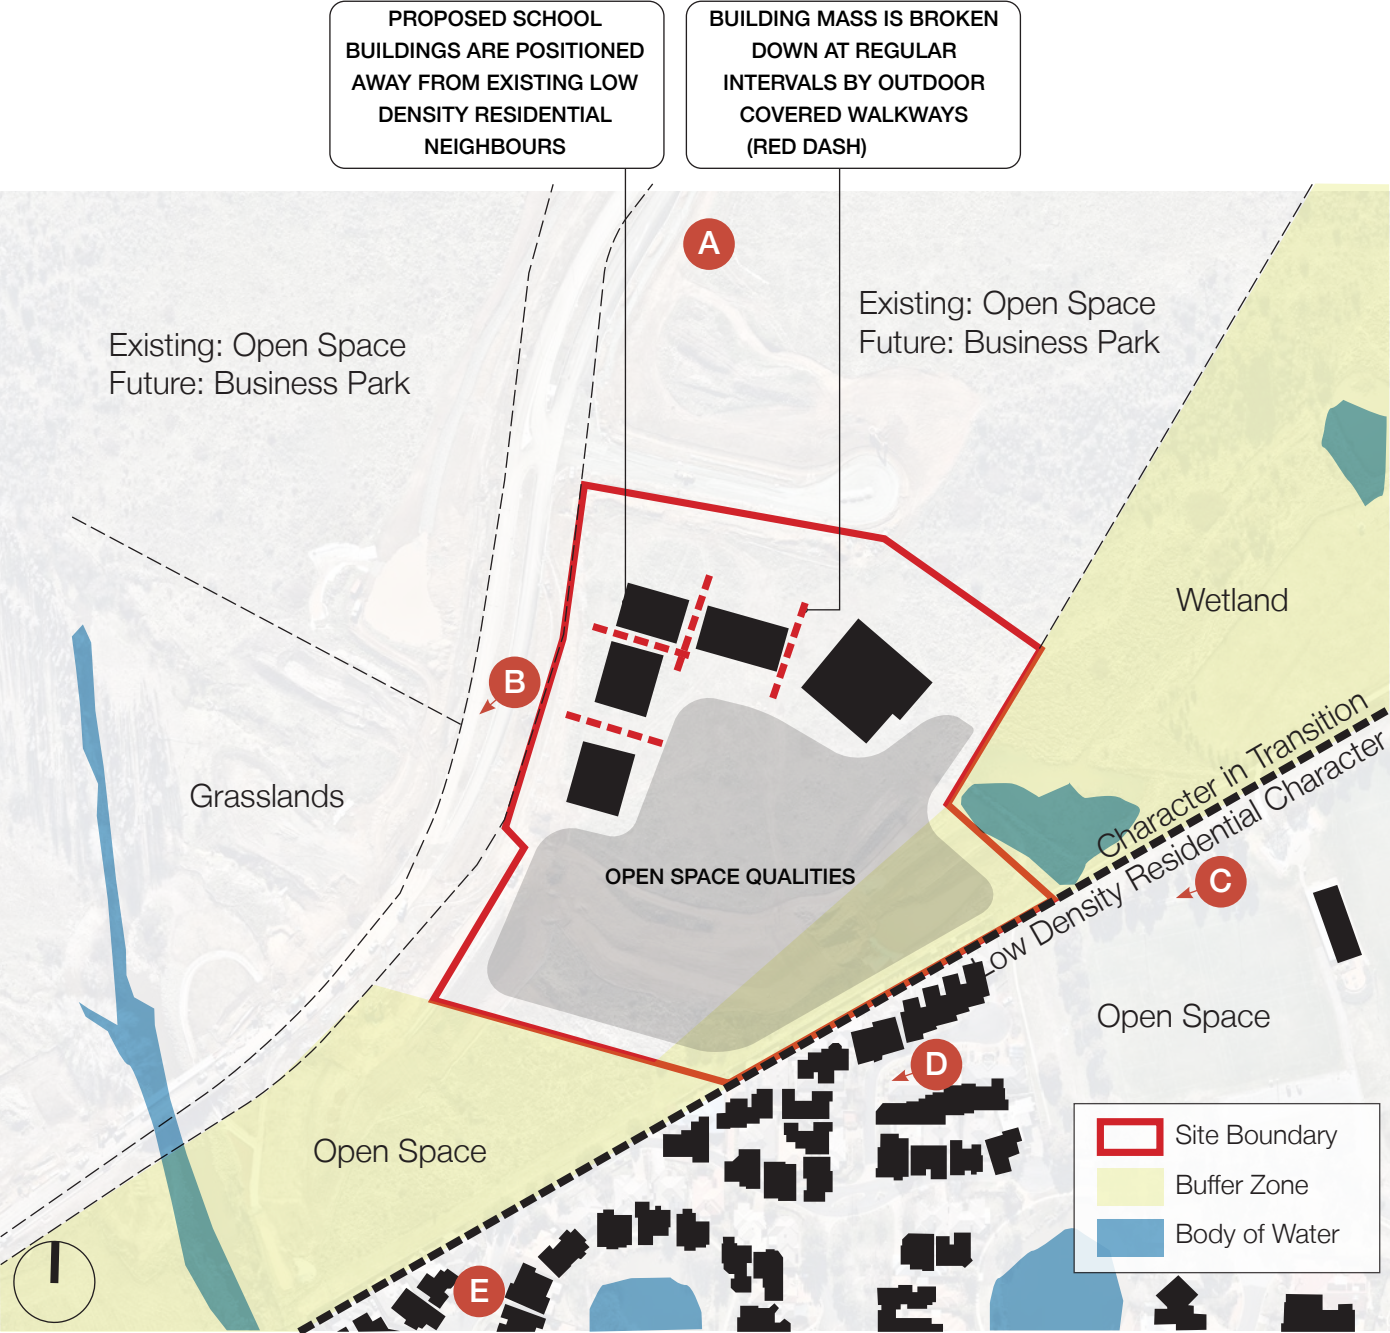 PROPOSED SCHOOL
BUILDINGS ARE POSITIONED
AWAY FROM EXISTING LOW
DENSITY RESIDENTIAL
NEIGHBOURS
BUILDING MASS IS BROKEN
DOWN AT REGULAR
INTERVALS BY OUTDOOR
COVERED WALKWAYS
(RED DASH)
A
Existing: Open Space
Future: Business Park
Existing: Open Space
Future: Business Park
Wetland
B
Grasslands
Character in Transition
Low Density Residential Character
OPEN SPACE QUALITIES
C
Open Space
D
Open Space
E
Site Boundary
Buffer Zone
Body of Water